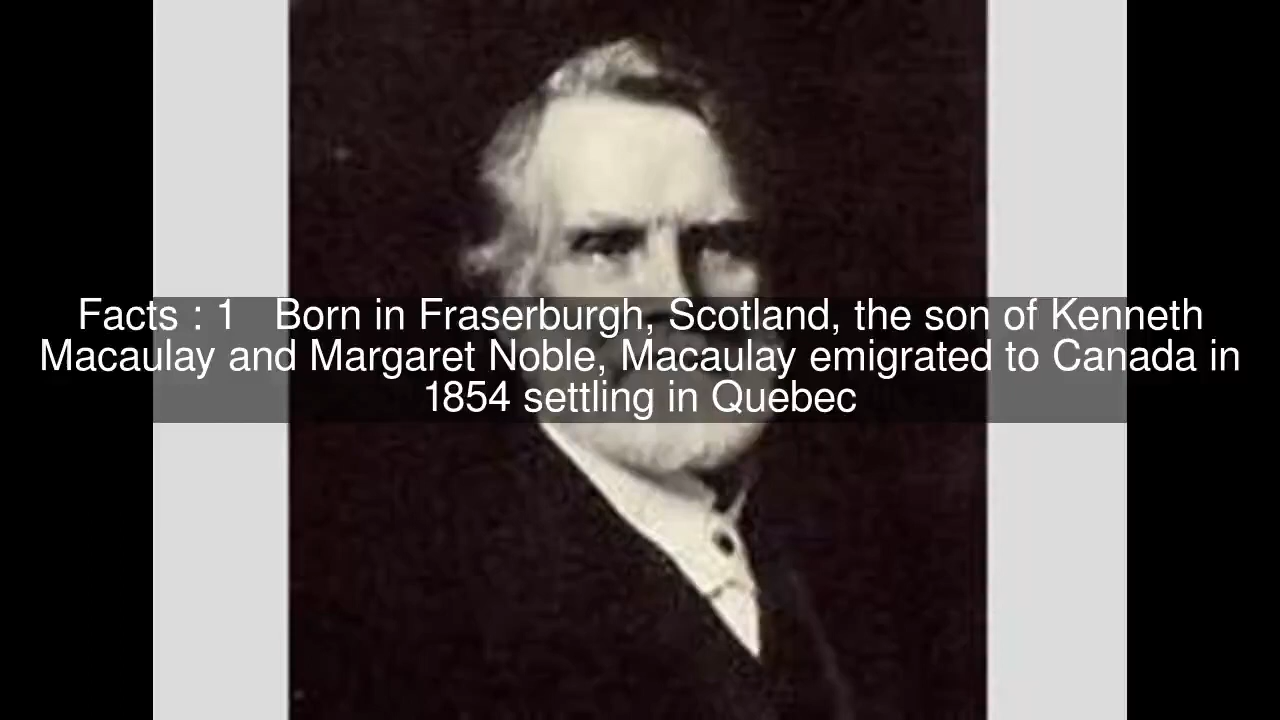 Facts : 1   Born in Fraserburgh, Scotland, the son of Kenneth
Macaulay and Margaret Noble, Macaulay emigrated to Canada in
1854 settling in Quebec